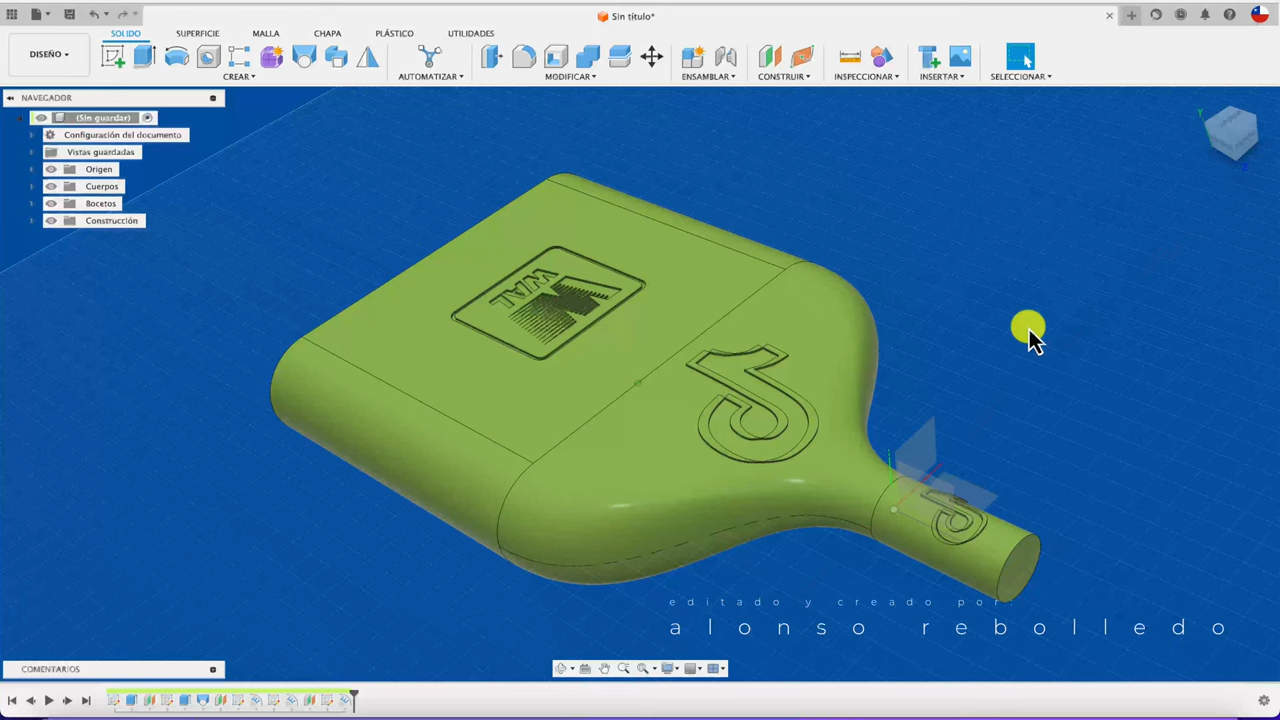 Sin título*
DISEÑO
SOLIDO
SUPERFICIE
MALLA
CHAPA
PLÁSTICO
UTILIDADES
CREAR
AUTOMATIZAR
MODIFICAR
ENSAMBLAR
CONSTRUIR
INSPECCIONAR
INSERTAR
SELECCIONAR
NAVEGADOR
(Sin guardar)
Configuración del documento
Vistas guardadas
Origen
Cuerpos
Bocetos
Construcción
Y
WAL
editado y creado por:
alonso rebolledo
COMENTARIOS